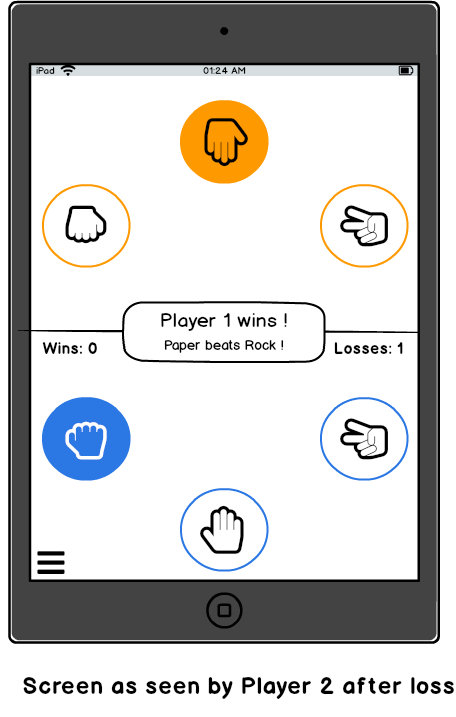 iPad 01:24 AM
Player 1 wins !
Paper beats Rock !
Wins: 0 Losses: 1
Screen as seen by Player 2 after loss